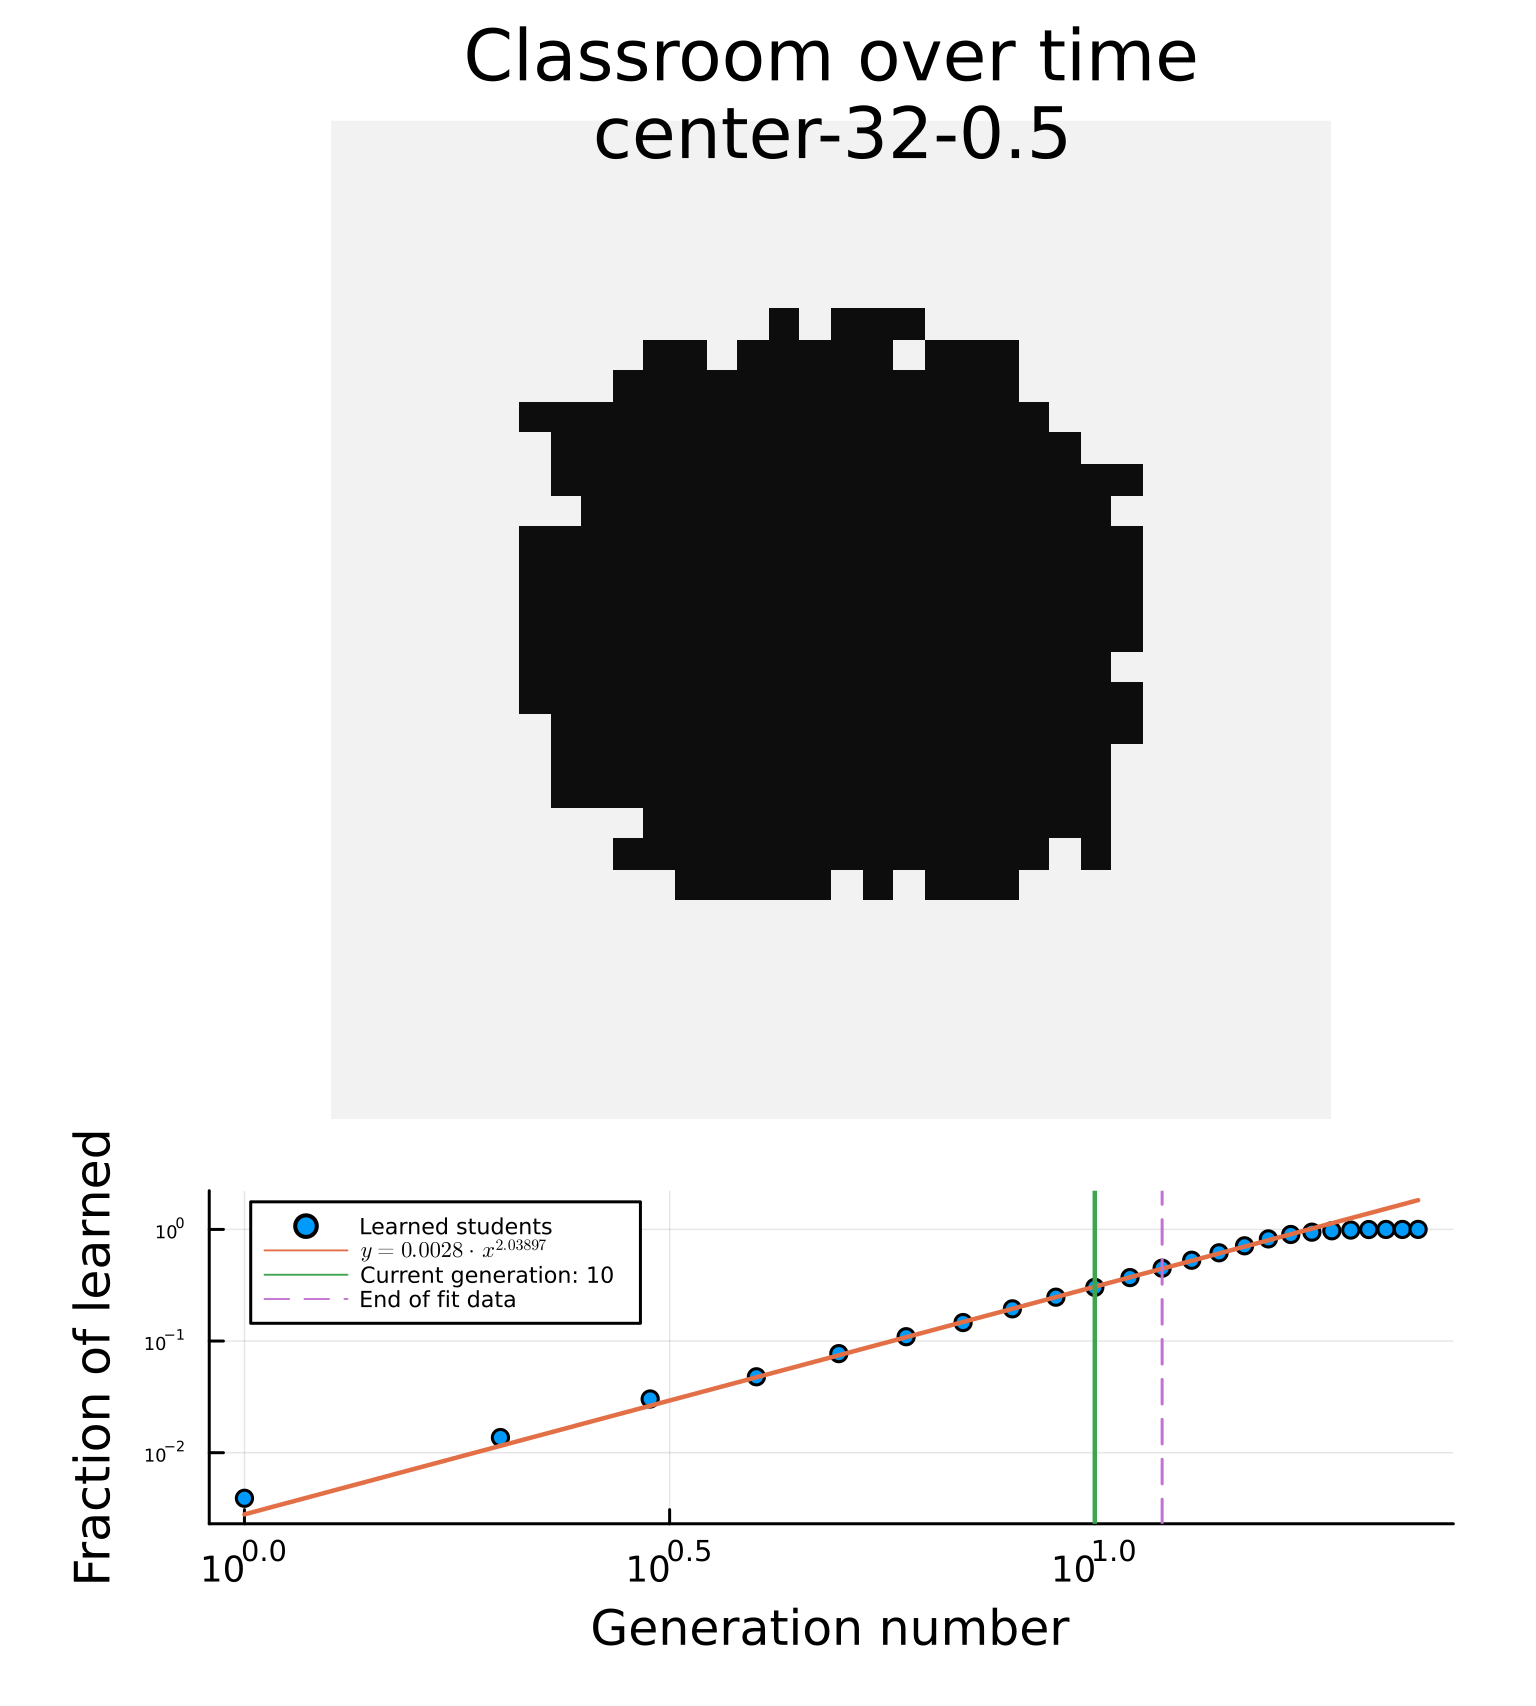 Classroom over time
center-32-0.5
Fraction of learned
10^0
10^-1
10^-2
Learned students
y = 0.0028 · x^2.03897
Current generation: 10
End of fit data
10^0.0 10^0.5 10^1.0
Generation number